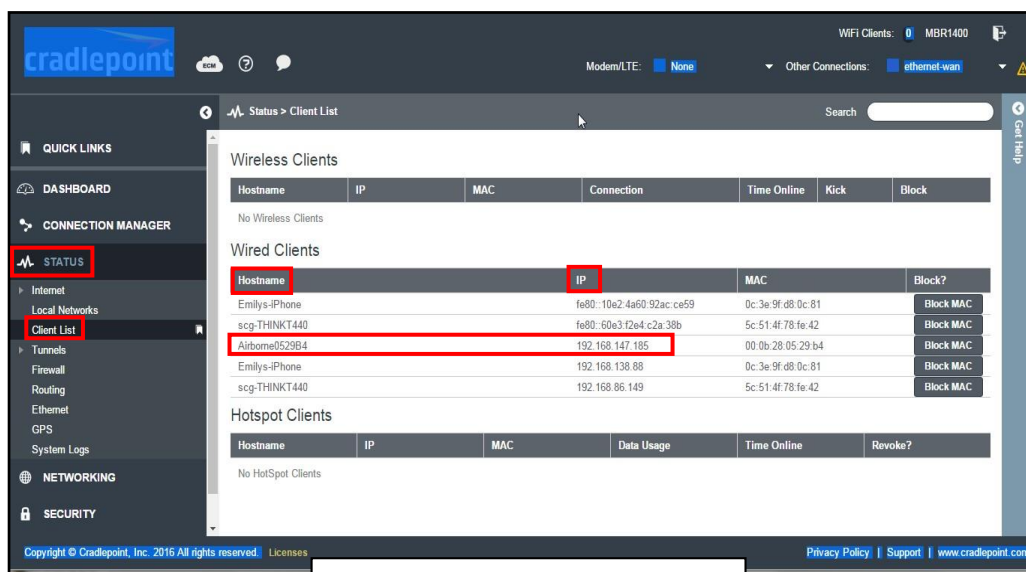 WiFi Clients: 0 MBR1400
cradlepoint ECM ?
Modem/LTE: None Other Connections: ethernet-wan
Status > Client List Search
Get Help
QUICK LINKS
DASHBOARD
CONNECTION MANAGER
STATUS
Internet
Local Networks
Client List
Tunnels
Firewall
Routing
Ethernet
GPS
System Logs
NETWORKING
SECURITY
Wireless Clients
Hostname IP MAC Connection Time Online Kick Block
No Wireless Clients
Wired Clients
Hostname IP MAC Block?
Emilys-iPhone fe80::10e2:4a60:92ac:ce59 0c:3e:9f:d8:0c:81 Block MAC
scg-THINKT440 fe80::60e3:f2e4:c2a:38b 5c:51:4f:78:fe:42 Block MAC
Airborne0529B4 192.168.147.185 00:0b:28:05:29:b4 Block MAC
Emilys-iPhone 192.168.138.88 0c:3e:9f:d8:0c:81 Block MAC
scg-THINKT440 192.168.86.149 5c:51:4f:78:fe:42 Block MAC
Hotspot Clients
Hostname IP MAC Data Usage Time Online Revoke?
No HotSpot Clients
Copyright © Cradlepoint, Inc. 2016 All rights reserved. Licenses Privacy Policy | Support | www.cradlepoint.com